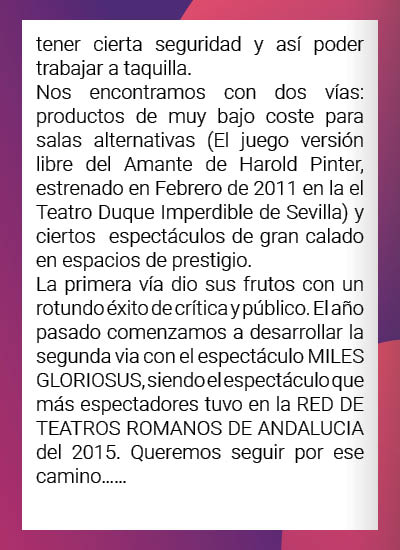 tener cierta seguridad y así poder
trabajar a taquilla.
Nos encontramos con dos vías:
productos de muy bajo coste para
salas alternativas (El juego versión
libre del Amante de Harold Pinter,
estrenado en Febrero de 2011 en la el
Teatro Duque Imperdible de Sevilla) y
ciertos espectáculos de gran calado
en espacios de prestigio.
La primera vía dio sus frutos con un
rotundo éxito de crítica y público. El año
pasado comenzamos a desarrollar la
segunda via con el espectáculo MILES
GLORIOSUS, siendo el espectáculo que
más espectadores tuvo en la RED DE
TEATROS ROMANOS DE ANDALUCIA
del 2015. Queremos seguir por ese
camino......